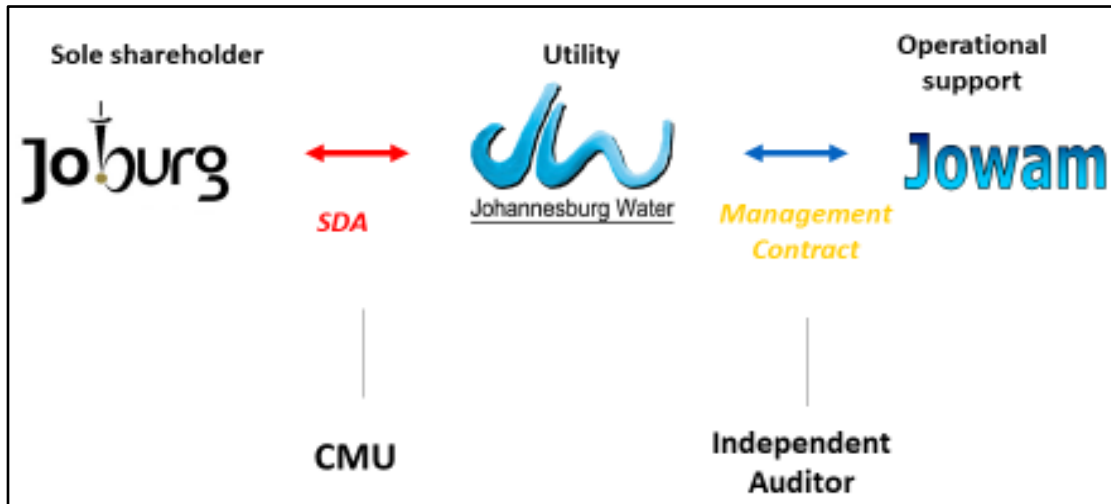 Sole shareholder
Utility
Operational
support
Joburg
Johannesburg Water
Jowam
SDA
Management
Contract
CMU
Independent
Auditor